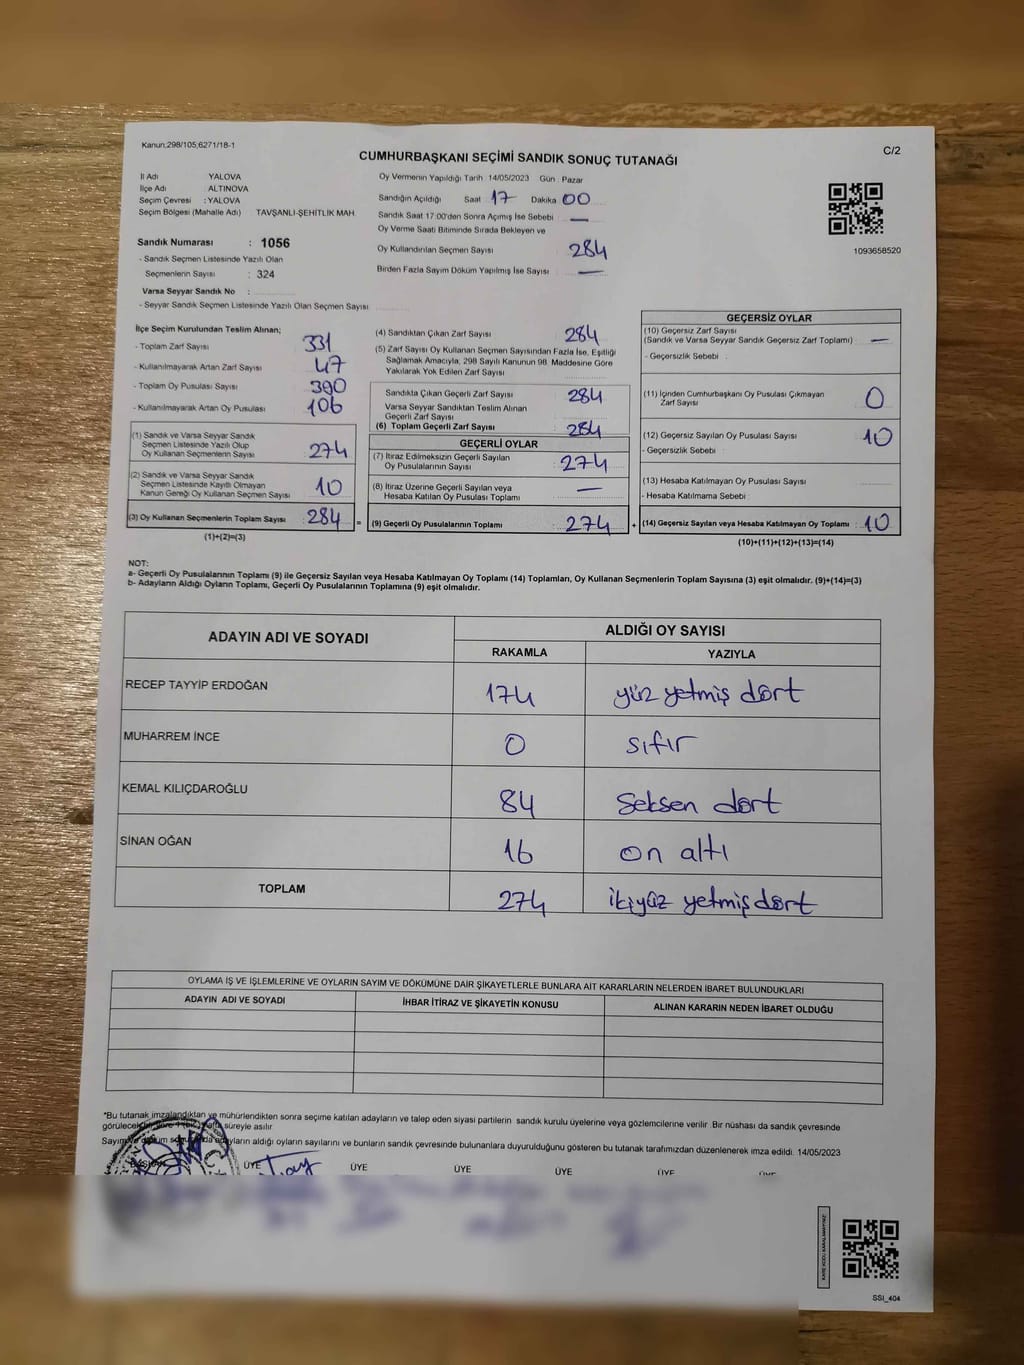 Kanun;298/105;6271/18-1
CUMHURBAŞKANI SEÇİMİ SANDIK SONUÇ TUTANAĞI
C/2
İl Adı YALOVA
İlçe Adı : ALTINOVA
Seçim Çevresi : YALOVA
Seçim Bölgesi (Mahalle Adı) TAVŞANLI-ŞEHİTLİK MAH.
Sandık Numarası : 1056
- Sandık Seçmen Listesinde Yazılı Olan
Seçmenlerin Sayısı : 324
Varsa Seyyar Sandık No :
- Seyyar Sandık Seçmen Listesinde Yazılı Olan Seçmen Sayısı
Oy Vermenin Yapıldığı Tarih : 14/05/2023 Gün : Pazar
Sandığın Açıldığı Saat 17 Dakika 00
Sandık Saat 17:00'den Sonra Açımış İse Sebebi —
Oy Verme Saati Bitiminde Sırada Bekleyen ve
Oy Kullandırılan Seçmen Sayısı 284
Birden Fazla Sayım Döküm Yapılmış İse Sayısı —
1093658520
İlçe Seçim Kurulundan Teslim Alınan;
- Toplam Zarf Sayısı 331
- Kullanılmayarak Artan Zarf Sayısı 47
- Toplam Oy Pusulası Sayısı 390
- Kullanılmayarak Artan Oy Pusulası 106
(1) Sandık ve Varsa Seyyar Sandık
Seçmen Listesinde Yazılı Olup
Oy Kullanan Seçmenlerin Sayısı : 274
(2) Sandık ve Varsa Seyyar Sandık
Seçmen Listesinde Kayıtlı Olmayan
Kanun Gereği Oy Kullanan Seçmen Sayısı 10
(3) Oy Kullanan Seçmenlerin Toplam Sayısı 284 =
(1)+(2)=(3)
(4) Sandıktan Çıkan Zarf Sayısı 284
(5) Zarf Sayısı Oy Kullanan Seçmen Sayısından Fazla İse, Eşitliği
Sağlamak Amacıyla; 298 Sayılı Kanunun 98. Maddesine Göre
Yakılarak Yok Edilen Zarf Sayısı
Sandıkta Çıkan Geçerli Zarf Sayısı 284
Varsa Seyyar Sandıktan Teslim Alınan
Geçerli Zarf Sayısı
(6) Toplam Geçerli Zarf Sayısı : 284
GEÇERLİ OYLAR
(7) İtiraz Edilmeksizin Geçerli Sayılan
Oy Pusulalarının Sayısı : 274
(8) İtiraz Üzerine Geçerli Sayılan veya
Hesaba Katılan Oy Pusulası Toplamı : —
(9) Geçerli Oy Pusulalarının Toplamı : 274 +
GEÇERSİZ OYLAR
(10) Geçersiz Zarf Sayısı
(Sandık ve Varsa Seyyar Sandık Geçersiz Zarf Toplamı) : —
- Geçersizlik Sebebi :
(11) İçinden Cumhurbaşkanı Oy Pusulası Çıkmayan
Zarf Sayısı 0
(12) Geçersiz Sayılan Oy Pusulası Sayısı : 10
- Geçersizlik Sebebi :
(13) Hesaba Katılmayan Oy Pusulası Sayısı
- Hesaba Katılmama Sebebi :
(14) Geçersiz Sayılan veya Hesaba Katılmayan Oy Toplamı : 10
(10)+(11)+(12)+(13)=(14)
NOT:
a- Geçerli Oy Pusulalarının Toplamı (9) ile Geçersiz Sayılan veya Hesaba Katılmayan Oy Toplamı (14) Toplamları, Oy Kullanan Seçmenlerin Toplam Sayısına (3) eşit olmalıdır. (9)+(14)=(3)
b- Adayların Aldığı Oyların Toplamı, Geçerli Oy Pusulalarının Toplamına (9) eşit olmalıdır.
ADAYIN ADI VE SOYADI
ALDIĞI OY SAYISI
RAKAMLA YAZIYLA
RECEP TAYYİP ERDOĞAN 174 yüz yetmiş dört
MUHARREM İNCE 0 sıfır
KEMAL KILIÇDAROĞLU 84 Seksen dört
SİNAN OĞAN 16 on altı
TOPLAM 274 ikiyüz yetmiş dört
OYLAMA İŞ VE İŞLEMLERİNE VE OYLARIN SAYIM VE DÖKÜMÜNE DAİR ŞİKAYETLERLE BUNLARA AİT KARARLARIN NELERDEN İBARET BULUNDUKLARI
ADAYIN ADI VE SOYADI İHBAR İTİRAZ VE ŞİKAYETİN KONUSU ALINAN KARARIN NEDEN İBARET OLDUĞU
*Bu tutanak imzalandıktan ve mühürlendikten sonra seçime katılan adayların ve talep eden siyasi partilerin sandık kurulu üyelerine veya gözlemcilerine verilir. Bir nüshası da sandık çevresinde
süreyle asılır
adayların aldığı oyların sayılarını ve bunların sandık çevresinde bulunanlara duyurulduğunu gösteren bu tutanak tarafımızdan düzenlenerek imza edildi. 14/05/2023
BAŞKAN ÜYE ÜYE ÜYE ÜYE ÜYE ÜYE
SSI_404